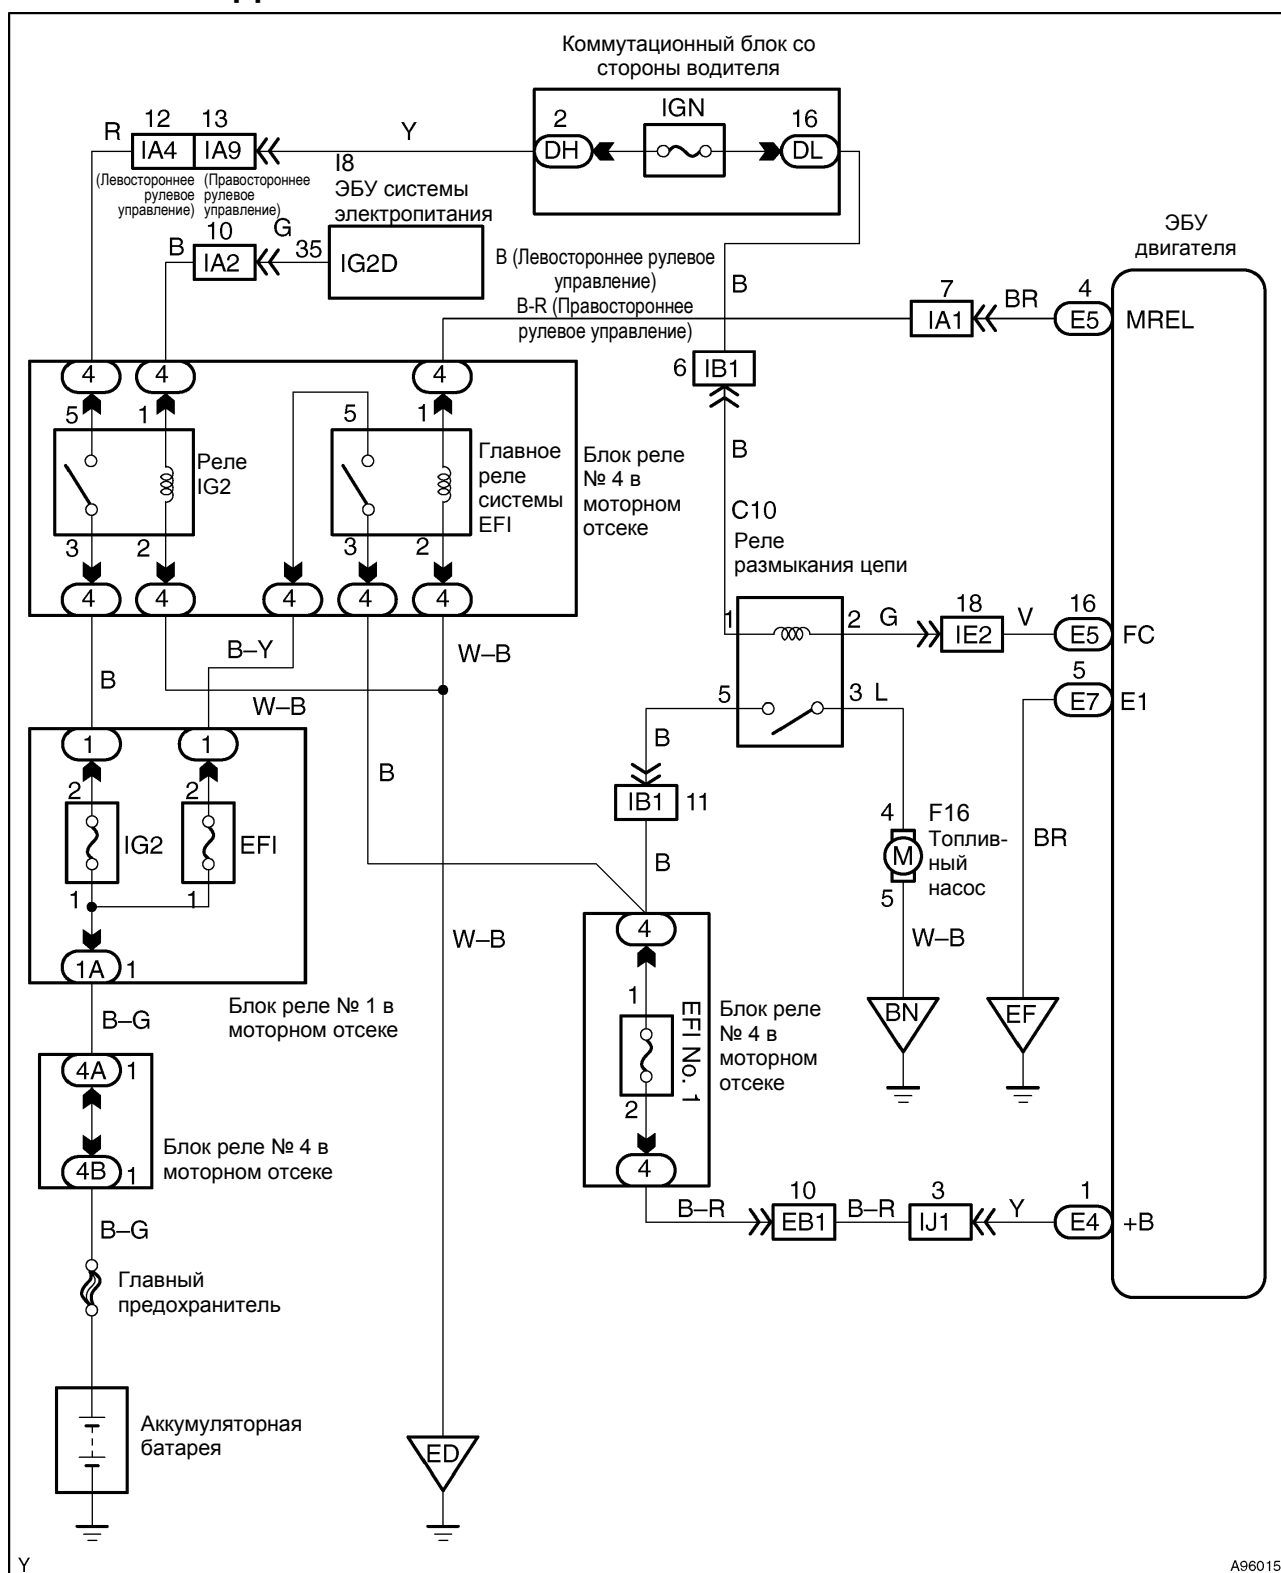 Коммутационный блок со
стороны водителя
IGN
2
DH
16
DL
12
13
R
IA4
IA9
Y
(Левостороннее
рулевое
управление)
(Правостороннее
рулевое
управление)
I8
ЭБУ системы
электропитания
10
G
B
IA2
35
IG2D
ЭБУ
двигателя
B (Левостороннее рулевое
управление)
B-R (Правостороннее
рулевое управление)
B
7
IA1
BR
4
E5
MREL
6
IB1
4
4
4
5
1
5
1
Реле
IG2
Главное
реле
системы
EFI
Блок реле
№ 4 в
моторном
отсеке
3
2
3
2
4
4
4
4
4
B
C10
Реле
размыкания цепи
1
2
G
18
IE2
V
16
E5
FC
5
3
L
5
E7
E1
B–Y
W–B
B
W–B
B
1
1
2
2
IG2
EFI
1
1
1A
1
Блок реле № 1 в
моторном отсеке
B
IB1
11
B
4
F16
Топлив-
ный
насос
M
5
BR
W–B
W–B
BN
EF
4
1
EFI No. 1
2
4
Блок реле
№ 4 в
моторном
отсеке
B–G
4A
1
4B
1
Блок реле № 4 в
моторном отсеке
B–R
10
EB1
B–R
3
IJ1
Y
1
E4
+B
B–G
Главный
предохранитель
Аккумуляторная
батарея
ED
Y
A96015